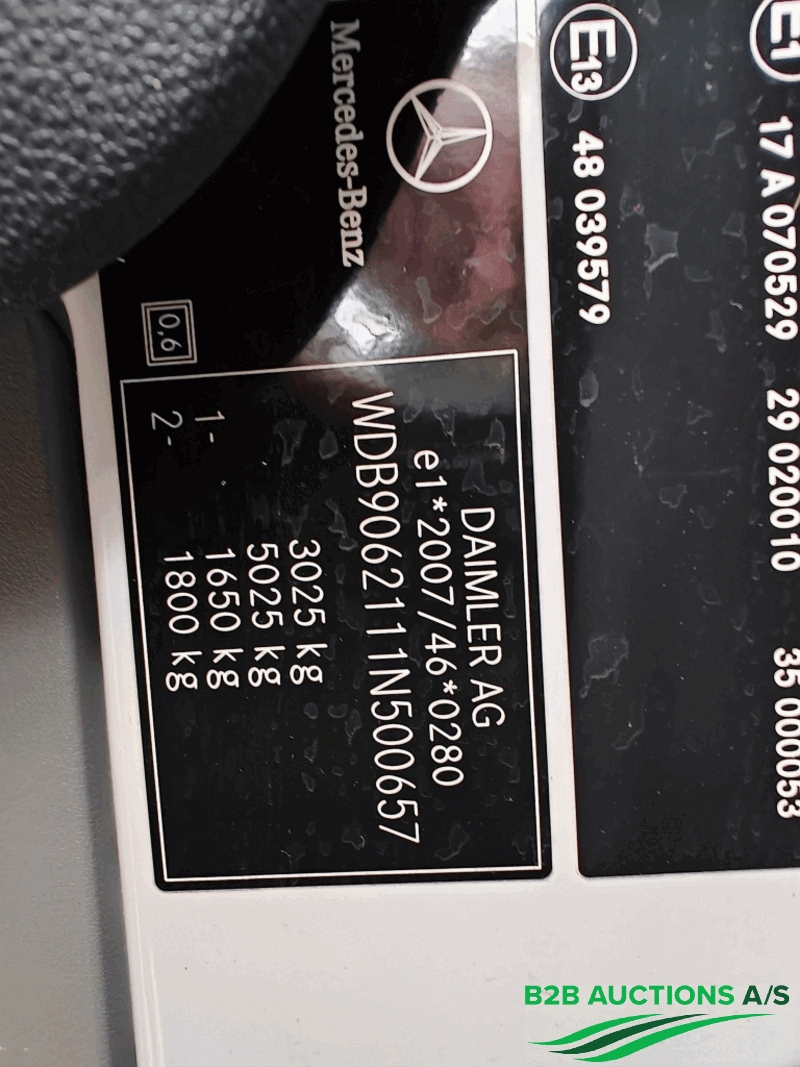 Mercedes-Benz
0,6
DAIMLER AG
e1*2007/46*0280
WDB9062111N500657
3025 kg
5025 kg
1- 1650 kg
2- 1800 kg
E1
17 A 070529 29 020010 35 000053
E13
48 039579
B2B AUCTIONS A/S